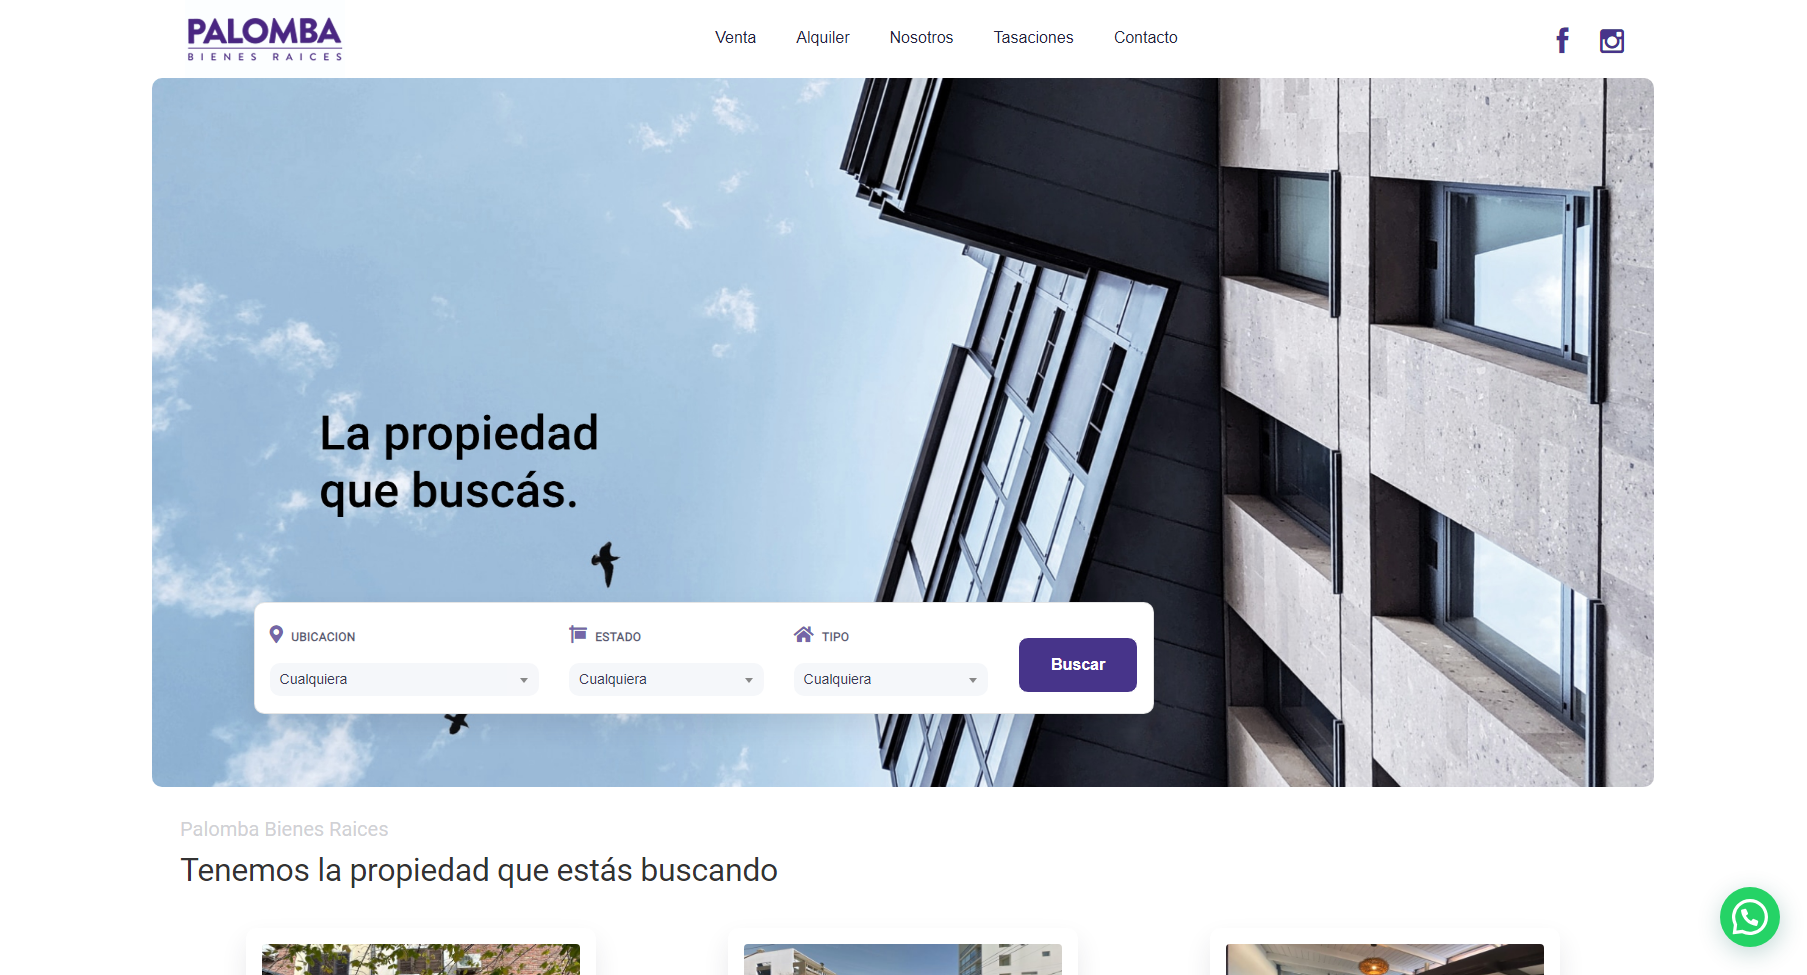 PALOMBA
BIENES RAICES
Venta
Alquiler
Nosotros
Tasaciones
Contacto
La propiedad
que buscás.
UBICACION
ESTADO
TIPO
Cualquiera
Cualquiera
Cualquiera
Buscar
Palomba Bienes Raices
Tenemos la propiedad que estás buscando